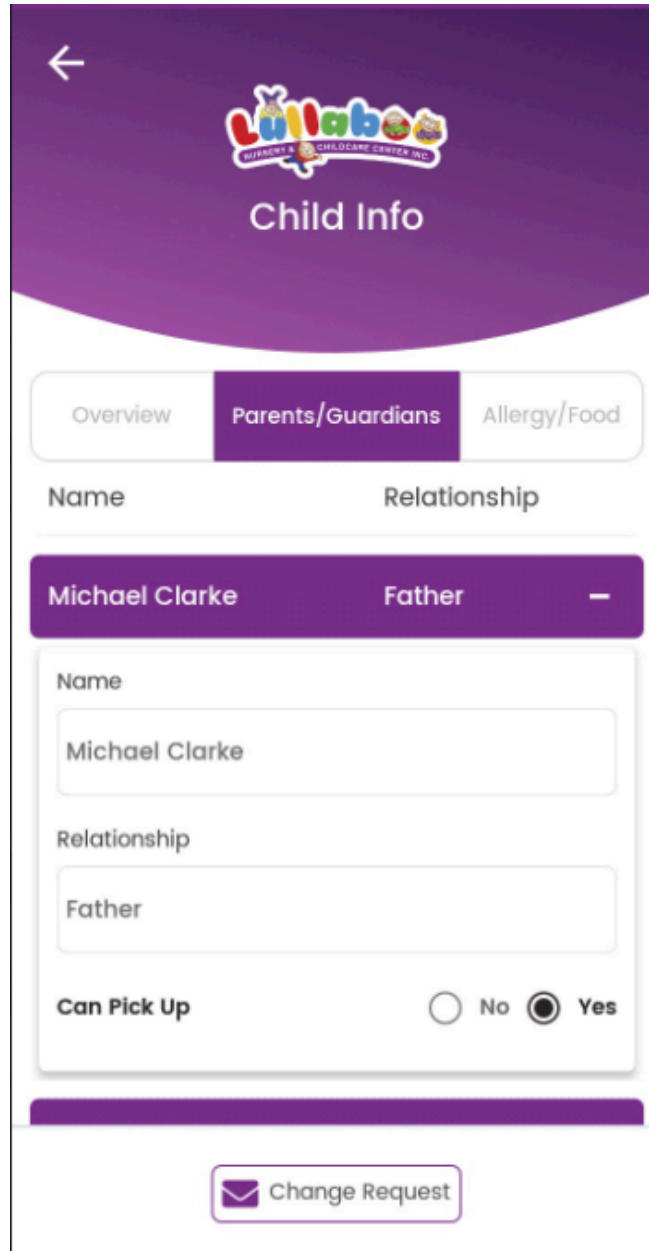 Lullaboo
NURSERY & CHILDCARE CENTER INC.
Child Info
Overview Parents/Guardians Allergy/Food
Name Relationship
Michael Clarke Father −
Name
Michael Clarke
Relationship
Father
Can Pick Up No Yes
Change Request